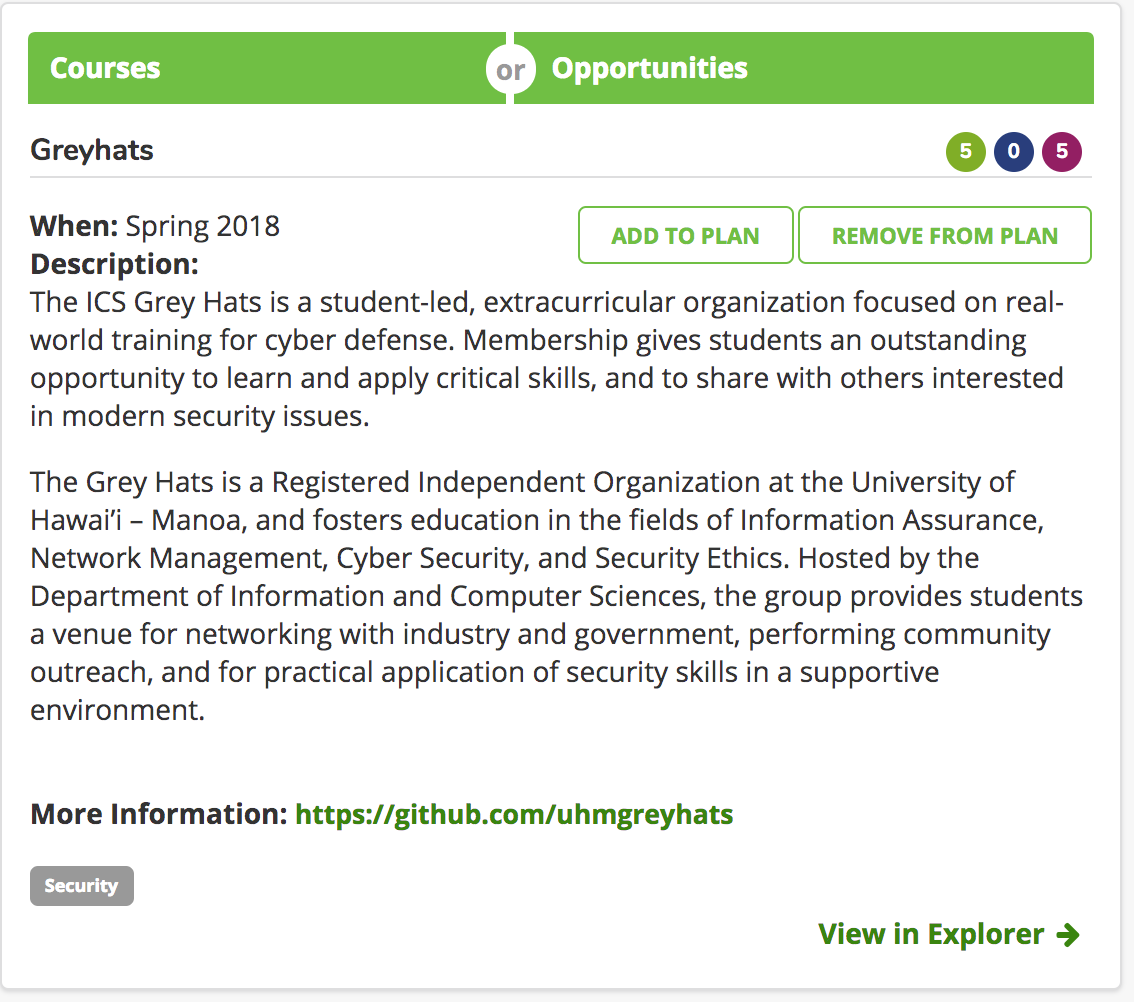 Courses or Opportunities
Greyhats 5 0 5
When: Spring 2018 ADD TO PLAN REMOVE FROM PLAN
Description:
The ICS Grey Hats is a student-led, extracurricular organization focused on real-
world training for cyber defense. Membership gives students an outstanding
opportunity to learn and apply critical skills, and to share with others interested
in modern security issues.
The Grey Hats is a Registered Independent Organization at the University of
Hawai’i – Manoa, and fosters education in the fields of Information Assurance,
Network Management, Cyber Security, and Security Ethics. Hosted by the
Department of Information and Computer Sciences, the group provides students
a venue for networking with industry and government, performing community
outreach, and for practical application of security skills in a supportive
environment.
More Information: https://github.com/uhmgreyhats
Security
View in Explorer